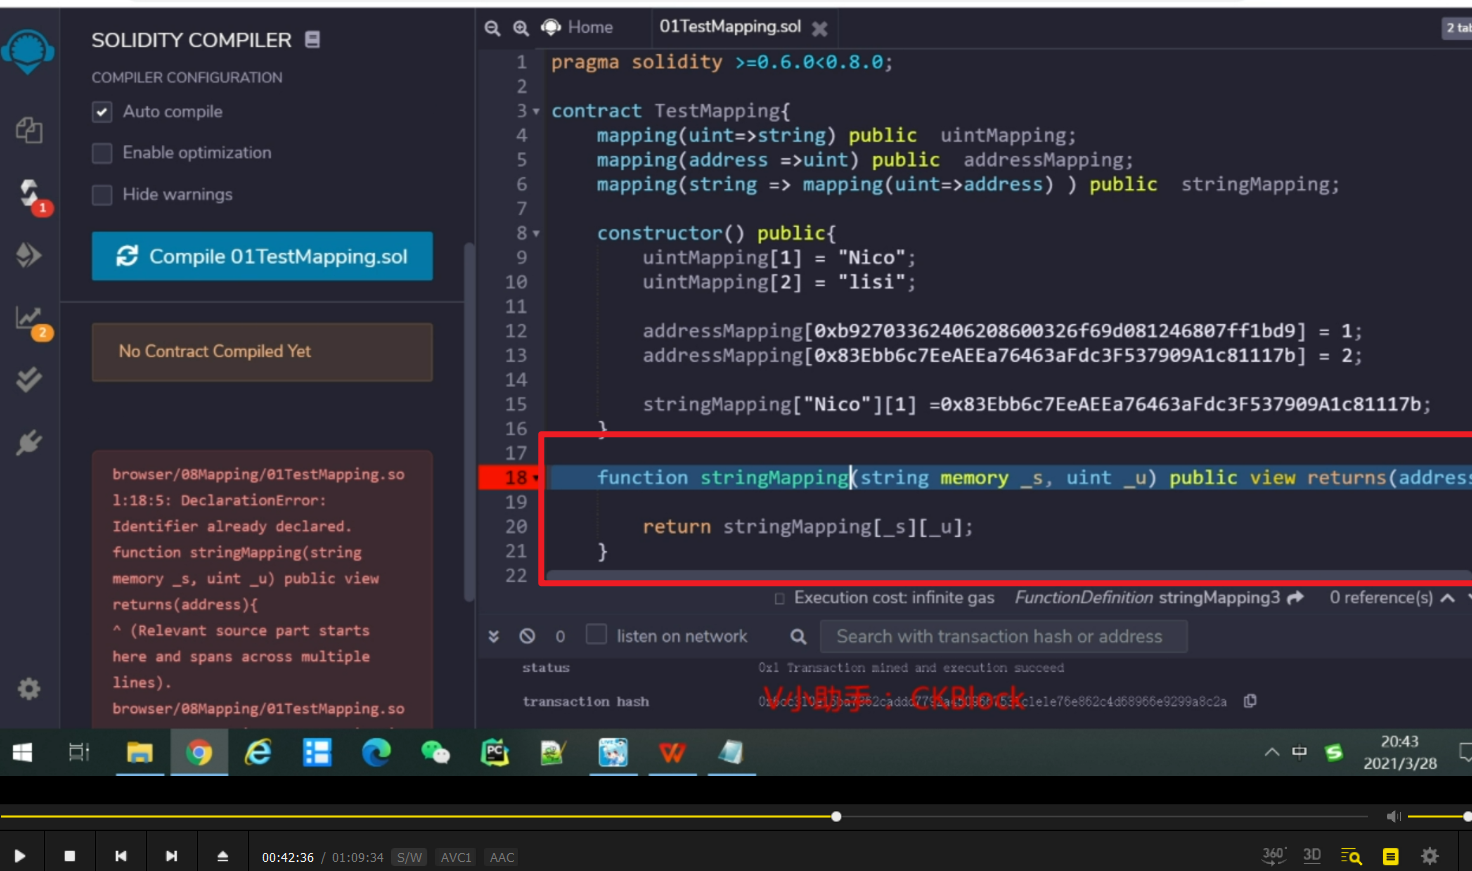 SOLIDITY COMPILER
COMPILER CONFIGURATION
Auto compile
Enable optimization
Hide warnings
1
Compile 01TestMapping.sol
2
No Contract Compiled Yet
browser/08Mapping/01TestMapping.so
l:18:5: DeclarationError:
Identifier already declared.
function stringMapping(string
memory _s, uint _u) public view
returns(address){
^ (Relevant source part starts
here and spans across multiple
lines).
browser/08Mapping/01TestMapping.so
Home
01TestMapping.sol
2 tab
1 pragma solidity >=0.6.0<0.8.0;
2
3 contract TestMapping{
4 mapping(uint=>string) public uintMapping;
5 mapping(address =>uint) public addressMapping;
6 mapping(string => mapping(uint=>address) ) public stringMapping;
7
8 constructor() public{
9 uintMapping[1] = "Nico";
10 uintMapping[2] = "lisi";
11
12 addressMapping[0xb92703362406208600326f69d081246807ff1bd9] = 1;
13 addressMapping[0x83Ebb6c7EeAEEa76463aFdc3F537909A1c81117b] = 2;
14
15 stringMapping["Nico"][1] =0x83Ebb6c7EeAEEa76463aFdc3F537909A1c81117b;
16 }
17
18 function stringMapping(string memory _s, uint _u) public view returns(address
19
20 return stringMapping[_s][_u];
21 }
22
Execution cost: infinite gas FunctionDefinition stringMapping3 0 reference(s)
0 listen on network Search with transaction hash or address
status 0x1 Transaction mined and execution succeed
transaction hash
V小助手： CKBlock
中
20:43
2021/3/28
00:42:36 / 01:09:34 S/W AVC1 AAC
360° 3D